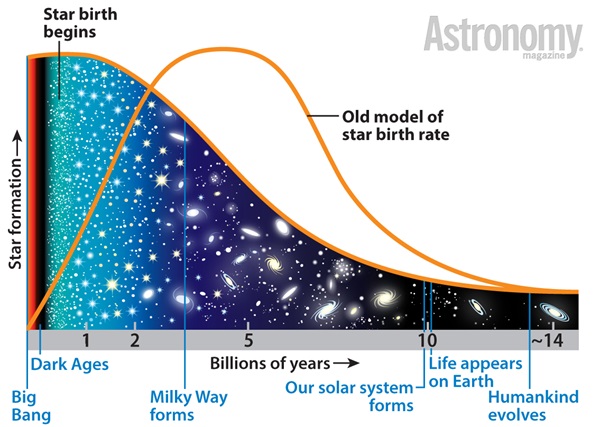 Star birth
begins
Astronomy
magazine
Old model of
star birth rate
Star formation
1 2 5 10 ~14
Billions of years
Dark Ages
Big
Bang
Milky Way
forms
Our solar system
forms
Life appears
on Earth
Humankind
evolves